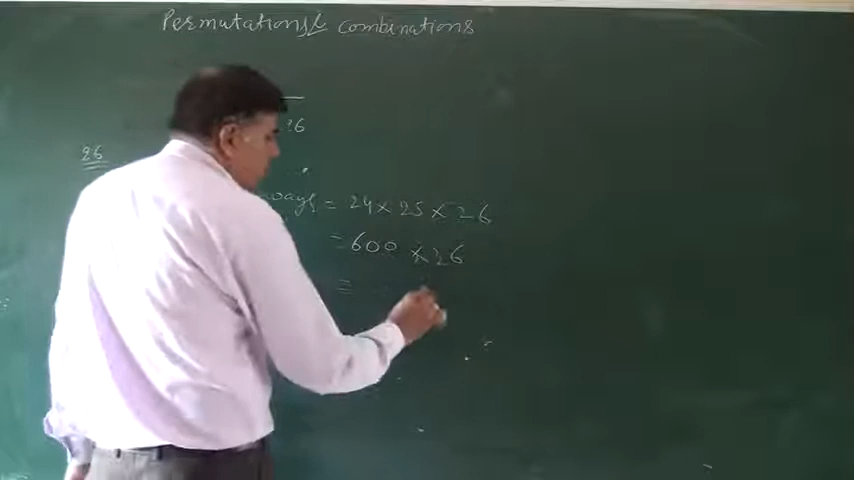 Permutations, Combinations
26
26
ways = 24 × 25 × 26
= 600 × 26
=